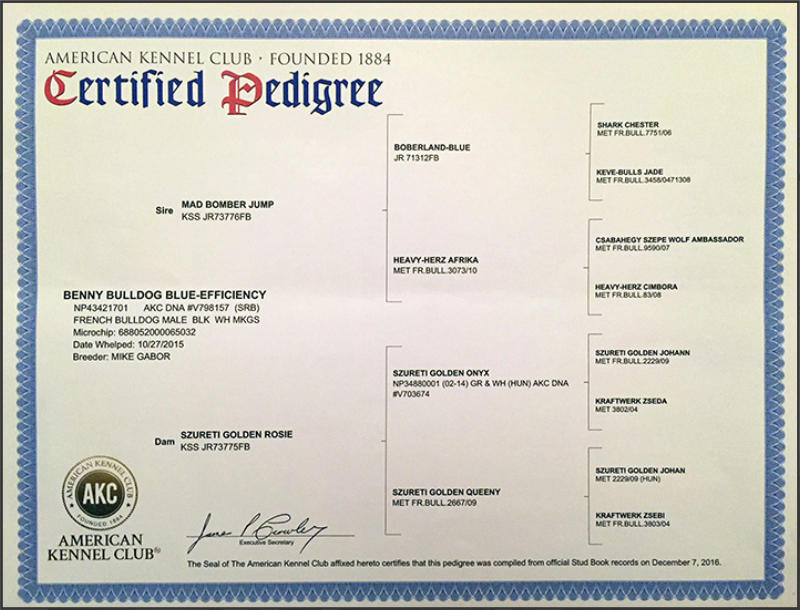 AMERICAN KENNEL CLUB · FOUNDED 1884
Certified Pedigree
SHARK CHESTER
MET FR.BULL.7751/06
BOBERLAND-BLUE
JR 71312FB
KEVE-BULLS JADE
MET FR.BULL.3458/0471308
Sire MAD BOMBER JUMP
KSS JR73776FB
CSABAHEGY SZEPE WOLF AMBASSADOR
MET FR.BULL.9590/07
HEAVY-HERZ AFRIKA
MET FR.BULL.3073/10
HEAVY-HERZ CIMBORA
MET FR.BULL.83/08
BENNY BULLDOG BLUE-EFFICIENCY
NP43421701 AKC DNA #V798157 (SRB)
FRENCH BULLDOG MALE BLK WH MKGS
Microchip: 688052000065032
Date Whelped: 10/27/2015
Breeder: MIKE GABOR
SZURETI GOLDEN JOHANN
MET FR.BULL.2229/09
SZURETI GOLDEN ONYX
NP34880001 (02-14) GR & WH (HUN) AKC DNA
#V703674
KRAFTWERK ZSEDA
MET 3802/04
Dam SZURETI GOLDEN ROSIE
KSS JR73775FB
SZURETI GOLDEN JOHAN
MET 2229/09 (HUN)
SZURETI GOLDEN QUEENY
MET FR.BULL.2667/09
KRAFTWERK ZSEBI
MET FR.BULL.3803/04
AMERICAN KENNEL CLUB
AKC
FOUNDED 1884
AMERICAN
KENNEL CLUB®
James P. Crowley
Executive Secretary
The Seal of The American Kennel Club affixed hereto certifies that this pedigree was compiled from official Stud Book records on December 7, 2016.